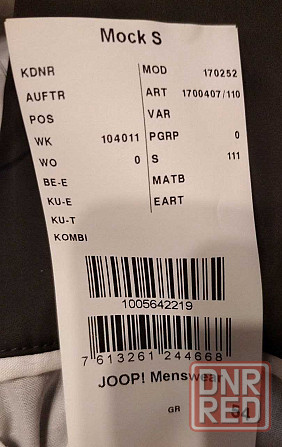 Mock S
KDNR MOD 170252
AUFTR ART 1700407/110
POS VAR
WK 104011 PGRP 0
WO 0 S 111
BE-E MATB
KU-E EART
KU-T
KOMBI
1005642219
7 613261 244668
JOOP! Menswear
GR 34
DNR
RED